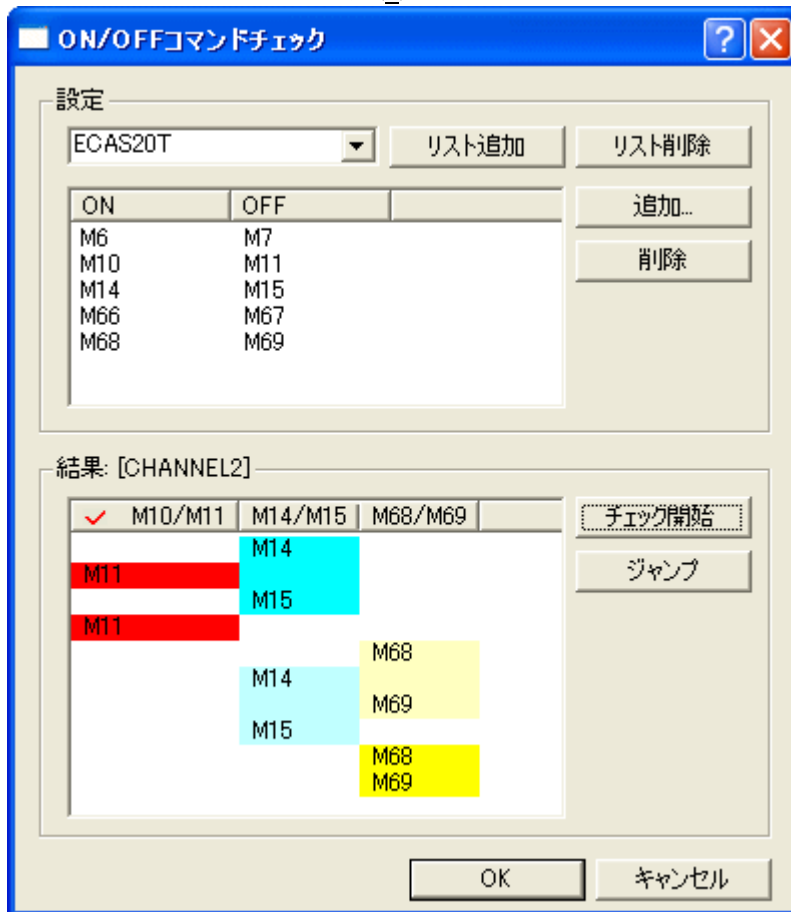 ON/OFFコマンドチェック
設定
ECAS20T リスト追加 リスト削除
ON OFF 追加...
M6 M7
M10 M11 削除
M14 M15
M66 M67
M68 M69
結果: [CHANNEL2]
M10/M11 M14/M15 M68/M69 チェック開始
M14
M11 ジャンプ
M15
M11
M68
M14
M69
M15
M68
M69
OK キャンセル